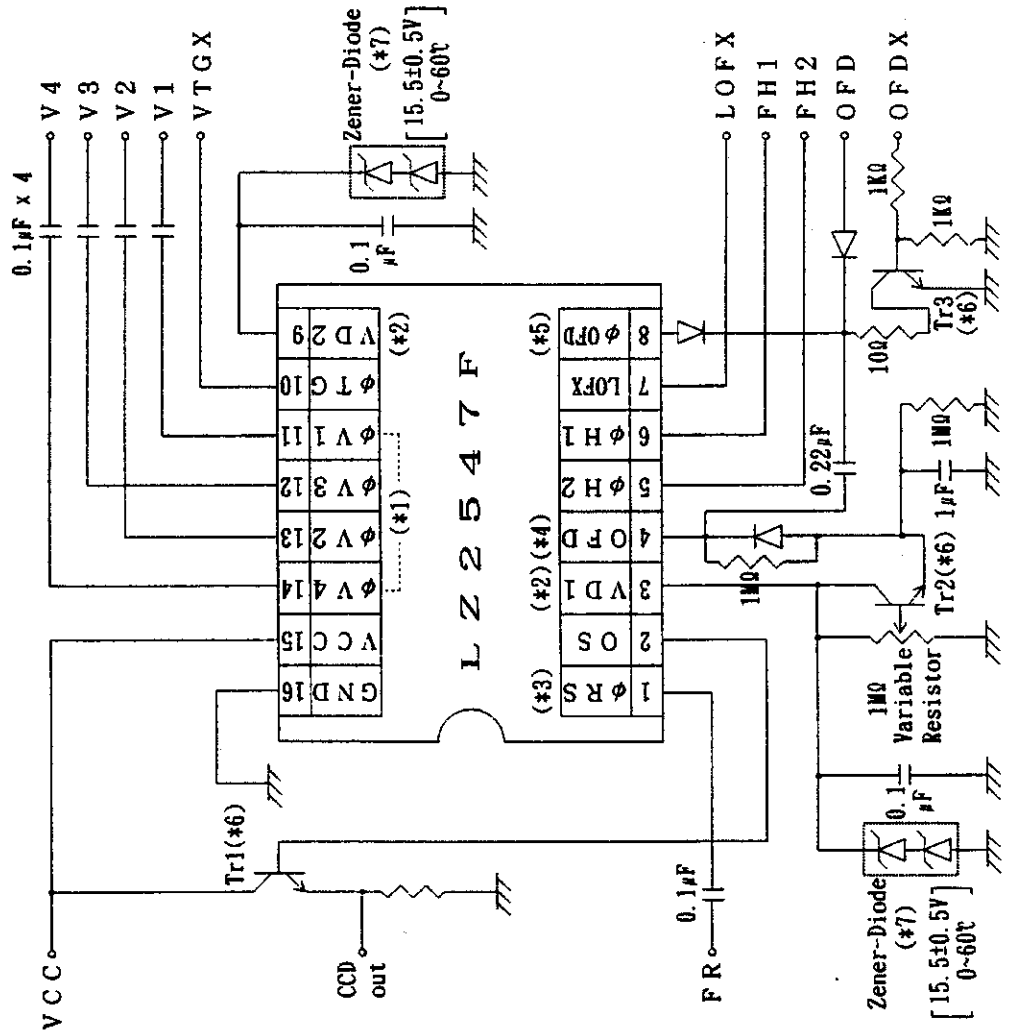 V4
V3
V2
V1
VTGX
0.1μF x 4
Zener-Diode
(*7)
[15.5±0.5V]
0~60℃
0.1
μF
VCC
Tr1(*6)
CCD
out
FR
0.1μF
16 15 14 13 12 11 10 9
GND VCC φV4 φV2 φV3 φV1 φTG VD2
(*1)
(*2)
LZ2547F
(*3)
(*2)
(*4)
(*5)
φRS OS VD1 OFD φH2 φH1 LOFX φOFD
1 2 3 4 5 6 7 8
LOFX
FH1
FH2
OFD
OFDX
1KΩ
1KΩ
Tr3
(*6)
10Ω
0.22μF
1MΩ
1μF
1MΩ
Tr2(*6)
1MΩ
Variable
Resistor
0.1
μF
Zener-Diode
(*7)
[15.5±0.5V]
0~60℃